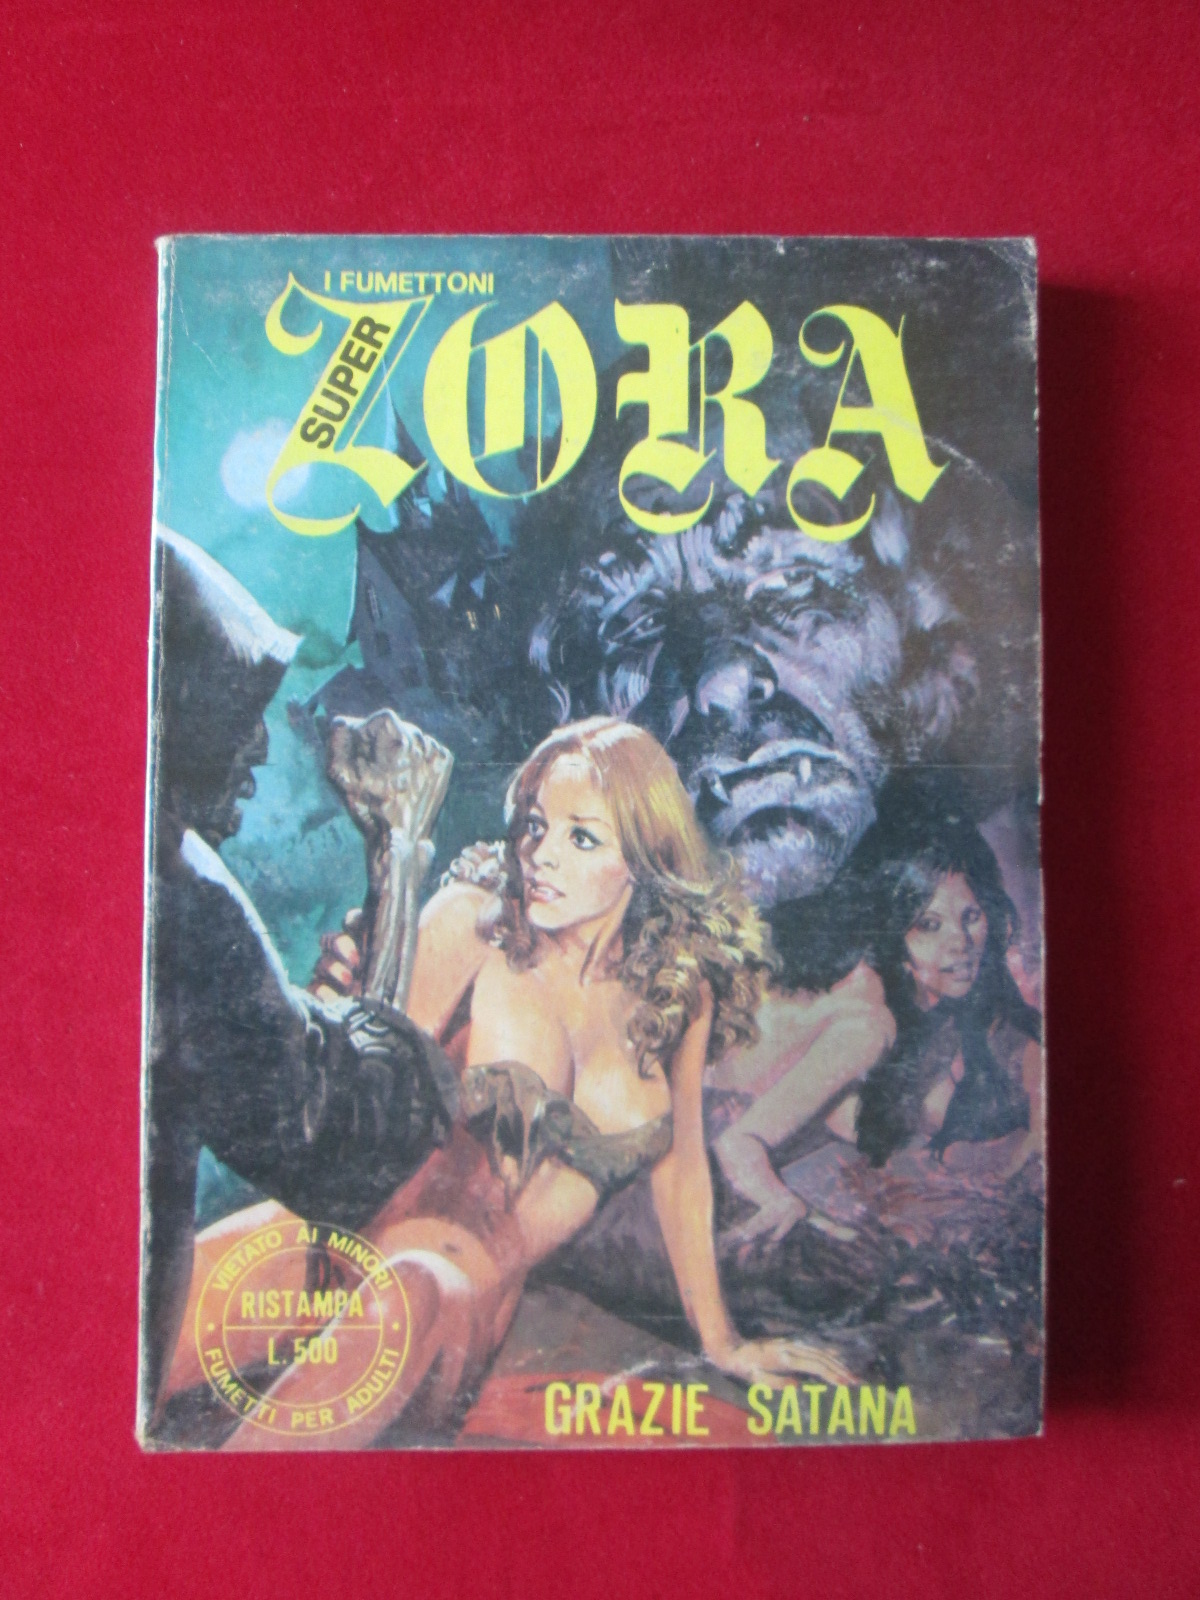 I FUMETTONI
SUPER
ZORA
VIETATO AI MINORI
RISTAMPA
L. 500
FUMETTI PER ADULTI
GRAZIE SATANA